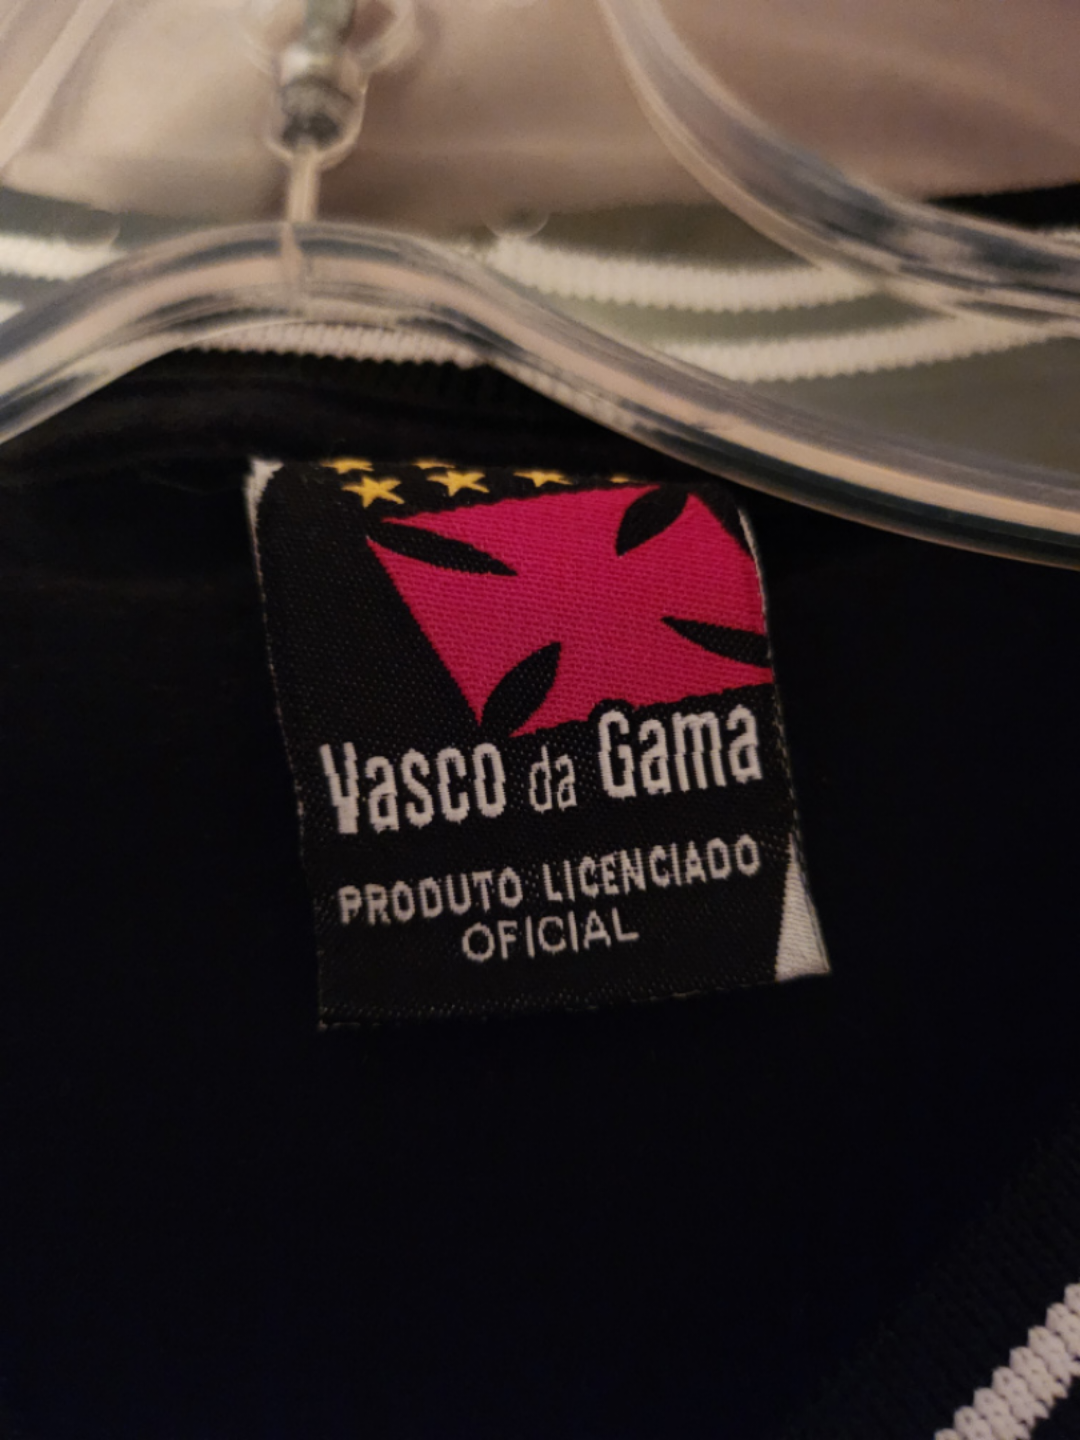 Vasco da Gama
PRODUTO LICENCIADO
OFICIAL